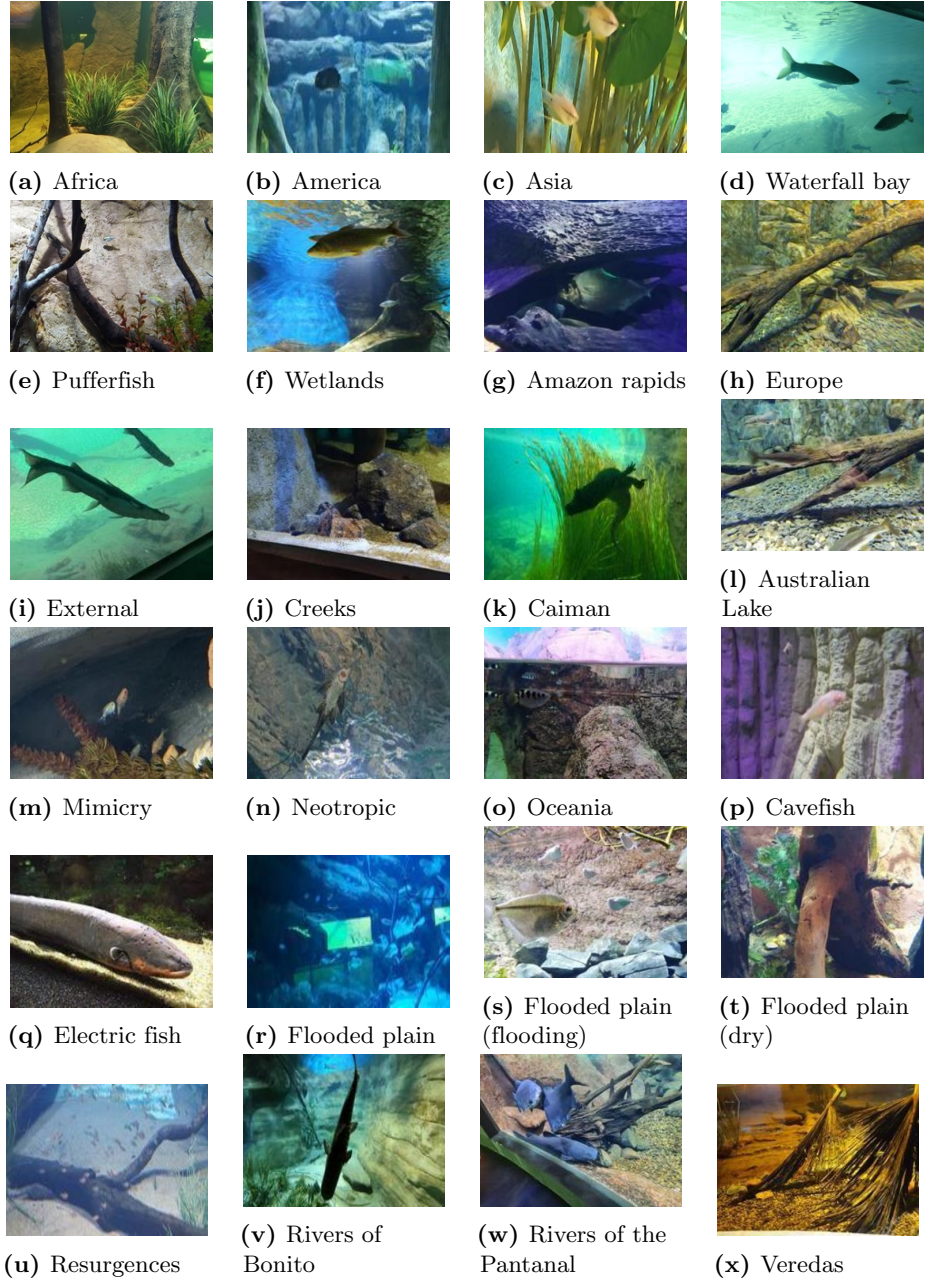 (a) Africa
(b) America
(c) Asia
(d) Waterfall bay
(e) Pufferfish
(f) Wetlands
(g) Amazon rapids
(h) Europe
(i) External
(j) Creeks
(k) Caiman
(l) Australian
Lake
(m) Mimicry
(n) Neotropic
(o) Oceania
(p) Cavefish
(q) Electric fish
(r) Flooded plain
(s) Flooded plain
(flooding)
(t) Flooded plain
(dry)
(u) Resurgences
(v) Rivers of
Bonito
(w) Rivers of the
Pantanal
(x) Veredas